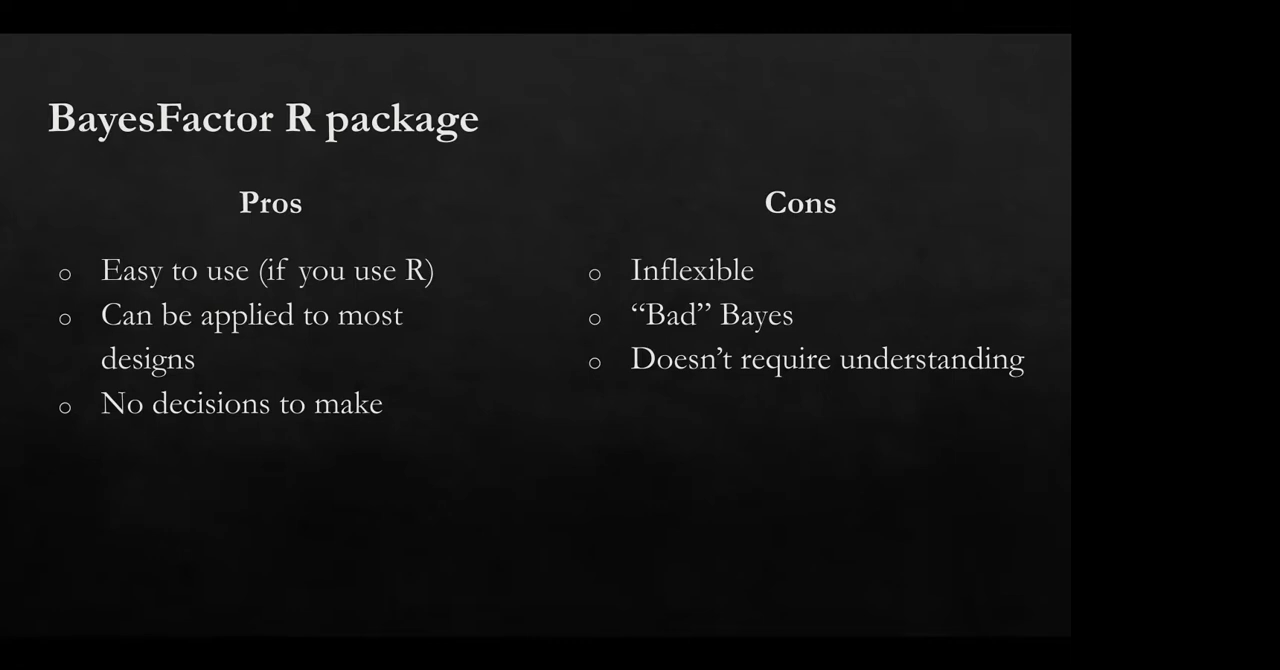 BayesFactor R package
Pros
Easy to use (if you use R)
Can be applied to most
designs
No decisions to make
Cons
Inflexible
“Bad” Bayes
Doesn’t require understanding